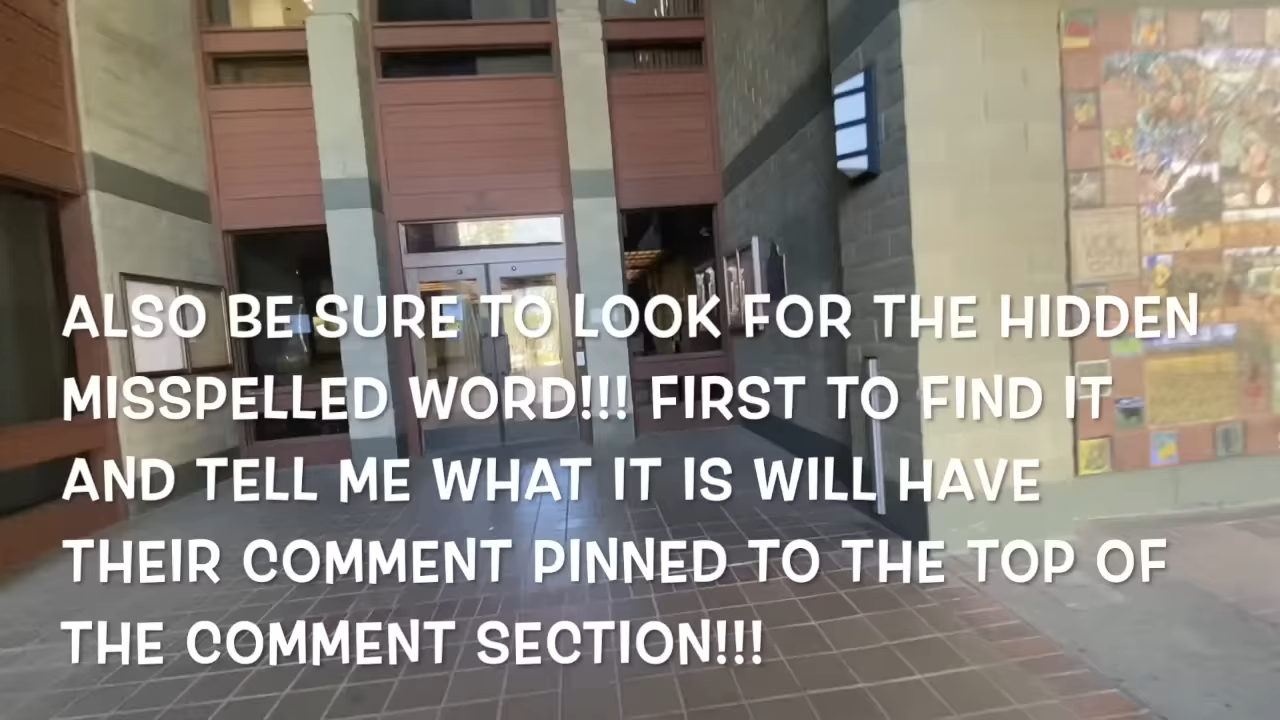 ALSO BE SURE TO LOOK FOR THE HIDDEN
MISSPELLED WORD!!! FIRST TO FIND IT
AND TELL ME WHAT IT IS WILL HAVE
THEIR COMMENT PINNED TO THE TOP OF
THE COMMENT SECTION!!!